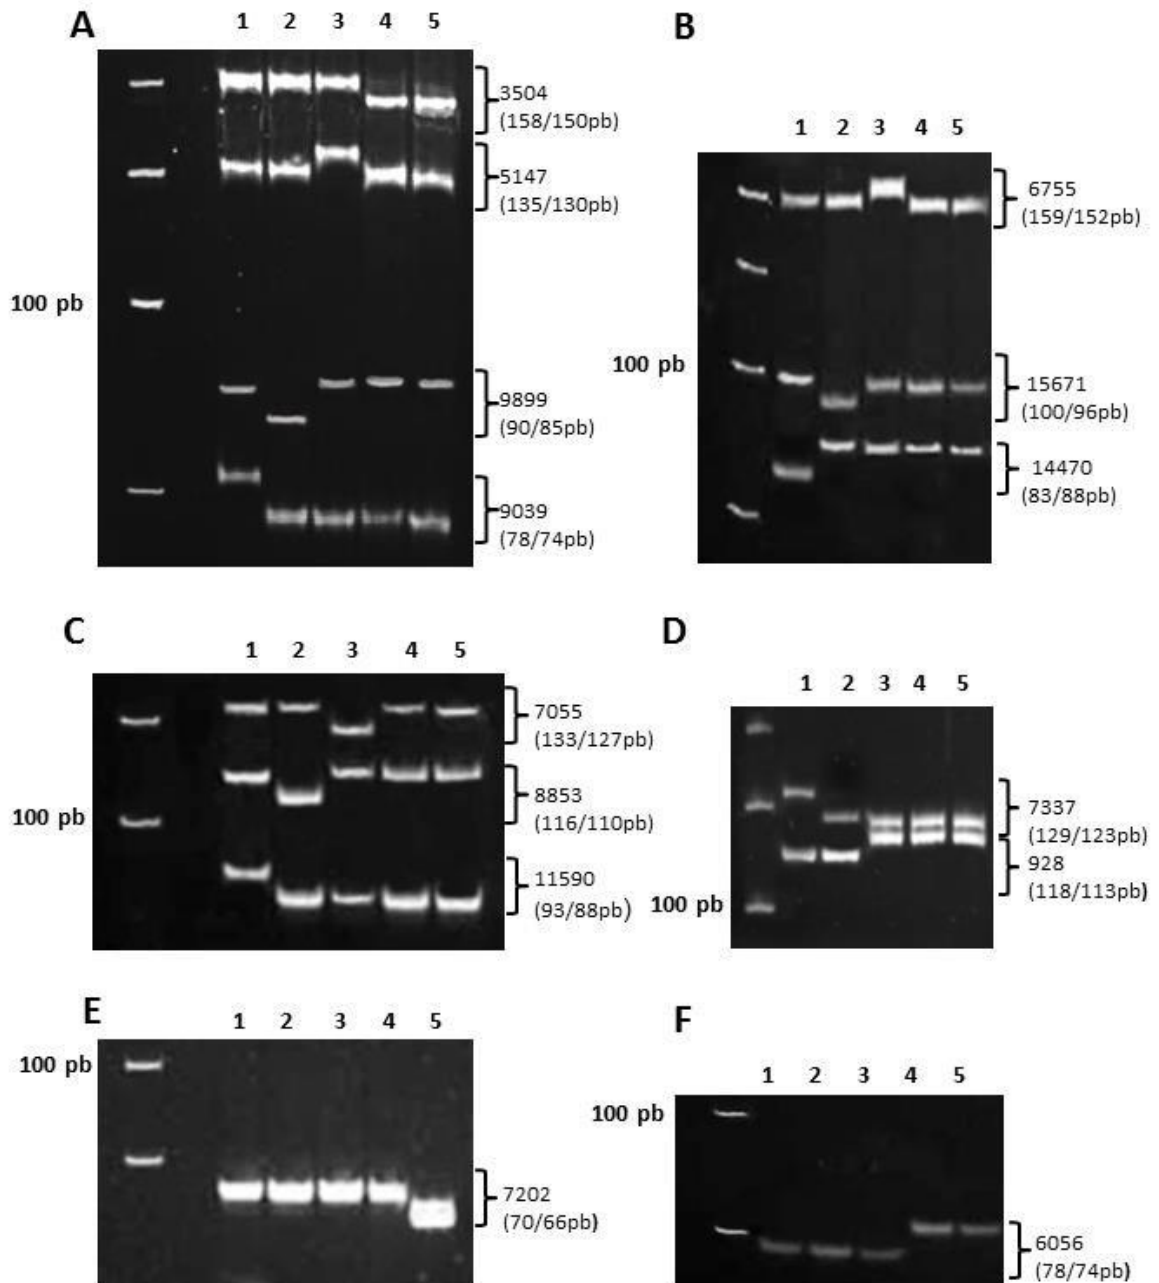 A
1 2 3 4 5
3504
(158/150pb)
5147
(135/130pb)
100 pb
9899
(90/85pb)
9039
(78/74pb)
B
1 2 3 4 5
6755
(159/152pb)
100 pb
15671
(100/96pb)
14470
(83/88pb)
C
1 2 3 4 5
7055
(133/127pb)
8853
(116/110pb)
100 pb
11590
(93/88pb)
D
1 2 3 4 5
7337
(129/123pb)
928
(118/113pb)
100 pb
E
1 2 3 4 5
100 pb
7202
(70/66pb)
F
1 2 3 4 5
100 pb
6056
(78/74pb)